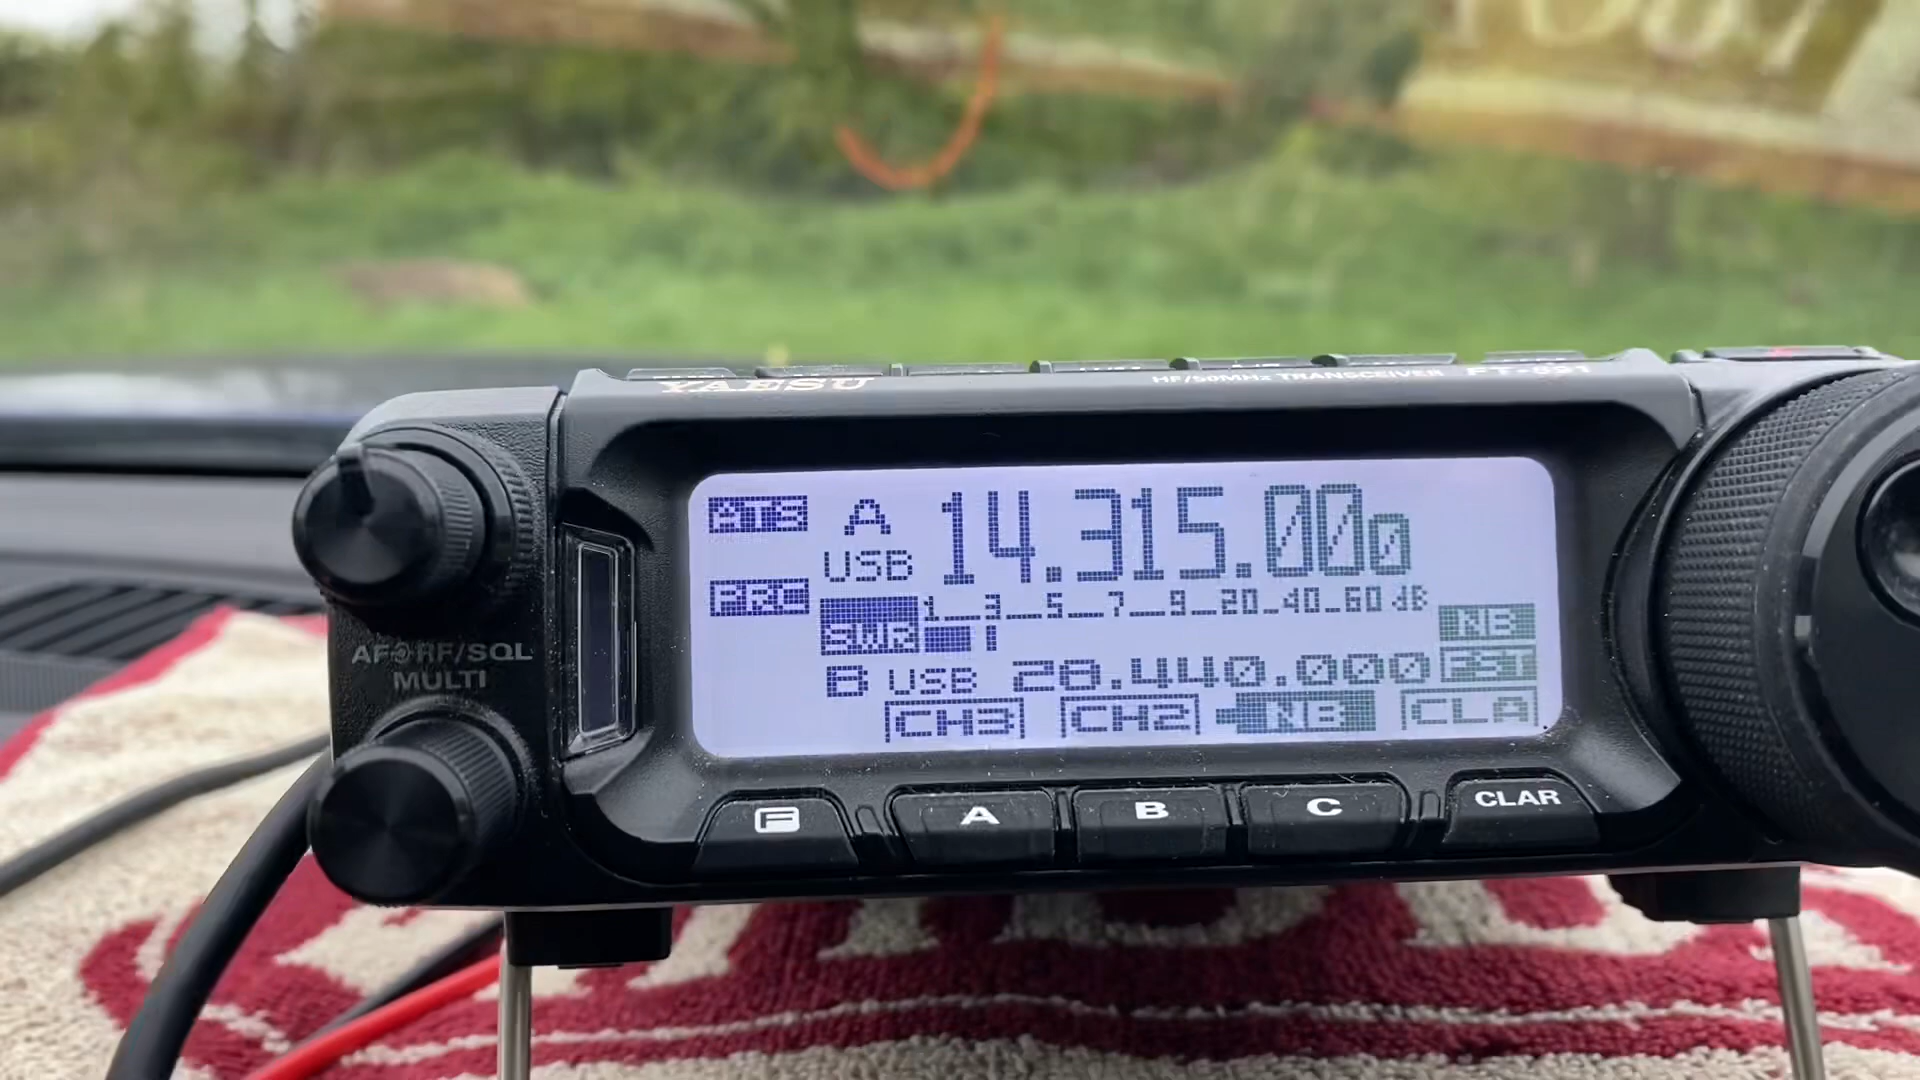 YAESU HF/50MHz TRANSCEIVER FT-891
ATS A 14.315.000
USB
PRC 1 3 5 7 9 20 40 60 dB
SWR NB
B USB 28.440.000 FST
CH3 CH2 NB CLA
AF RF/SQL
MULTI
F A B C CLAR